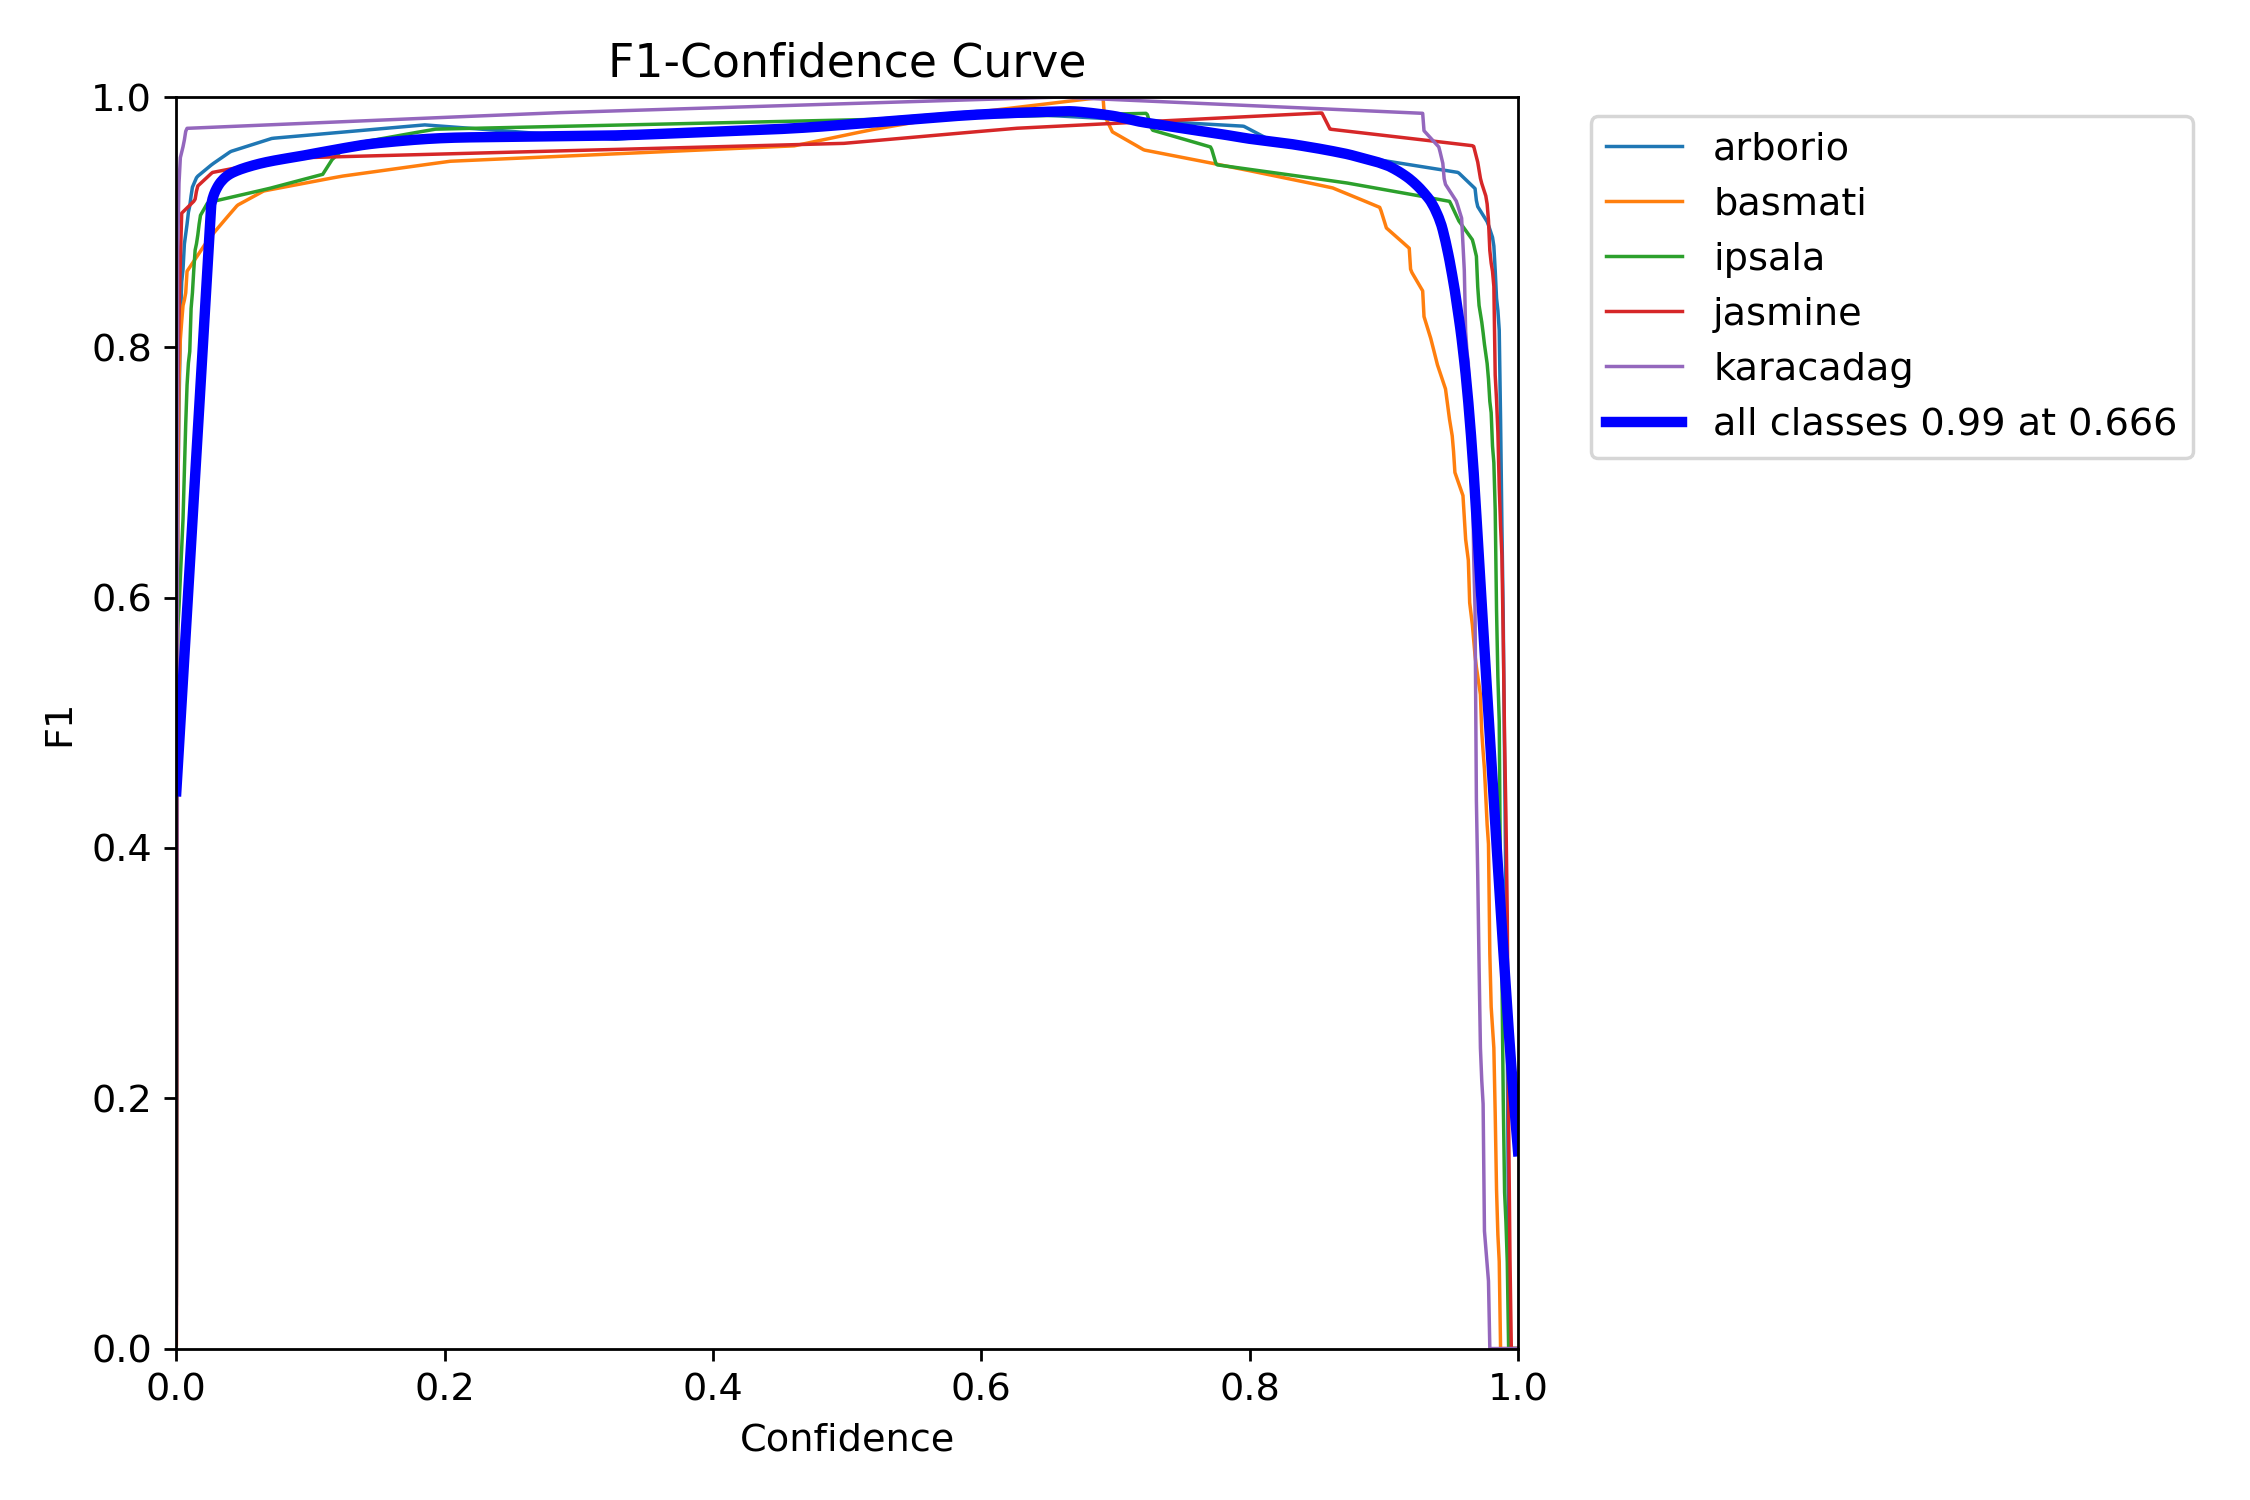 F1-Confidence Curve
1.0
0.8
0.6
0.4
0.2
0.0
F1
0.0 0.2 0.4 0.6 0.8 1.0
Confidence
arborio
basmati
ipsala
jasmine
karacadag
all classes 0.99 at 0.666